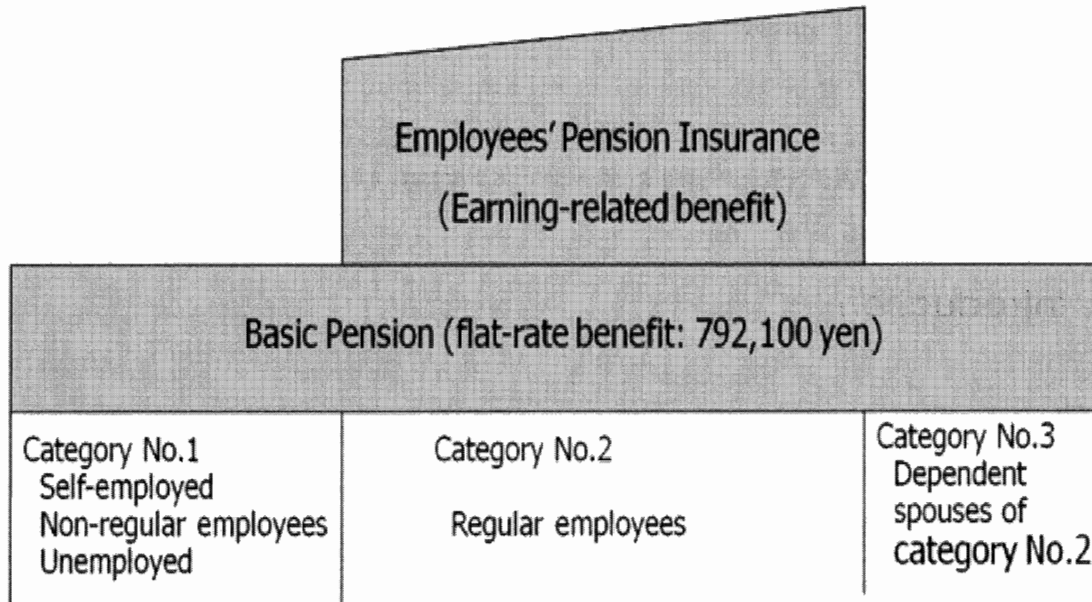 Employees' Pension Insurance
(Earning-related benefit)
Basic Pension (flat-rate benefit: 792,100 yen)
Category No.1
Self-employed
Non-regular employees
Unemployed
Category No.2
Regular employees
Category No.3
Dependent
spouses of
category No.2